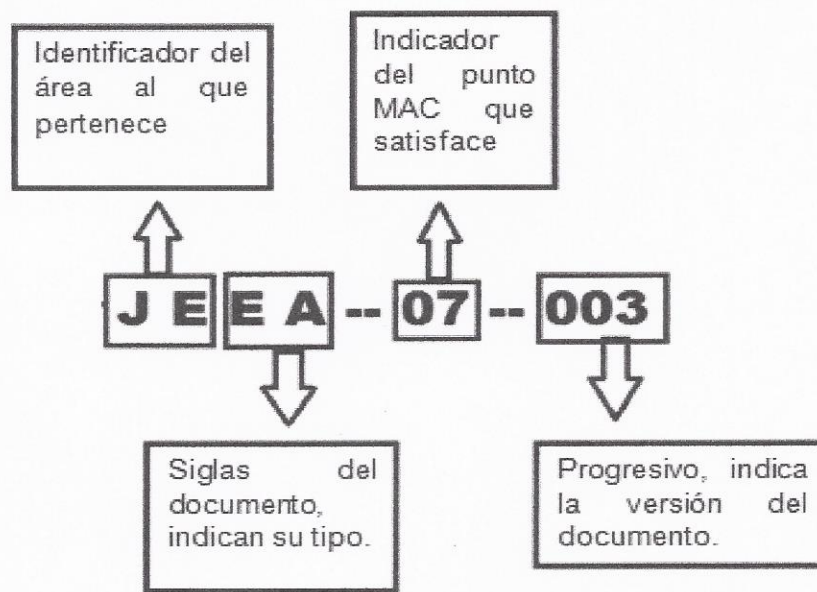 Identificador del
área al que
pertenece
Indicador
del punto
MAC que
satisface
J E E A -- 07 -- 003
Siglas del
documento,
indican su tipo.
Progresivo, indica
la versión del
documento.